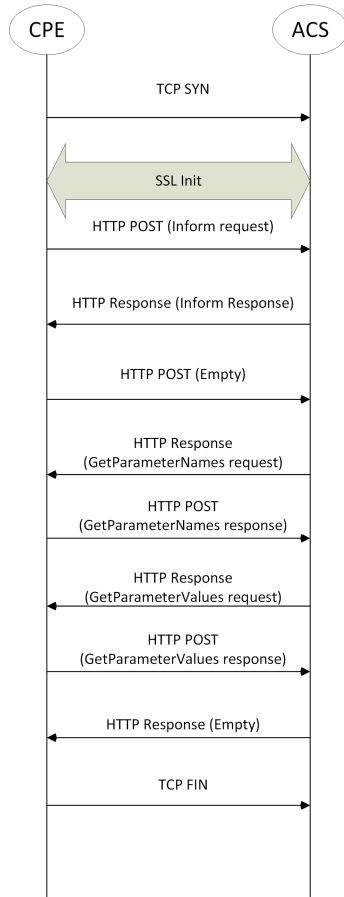 CPE
ACS
TCP SYN
SSL Init
HTTP POST (Inform request)
HTTP Response (Inform Response)
HTTP POST (Empty)
HTTP Response
(GetParameterNames request)
HTTP POST
(GetParameterNames response)
HTTP Response
(GetParameterValues request)
HTTP POST
(GetParameterValues response)
HTTP Response (Empty)
TCP FIN